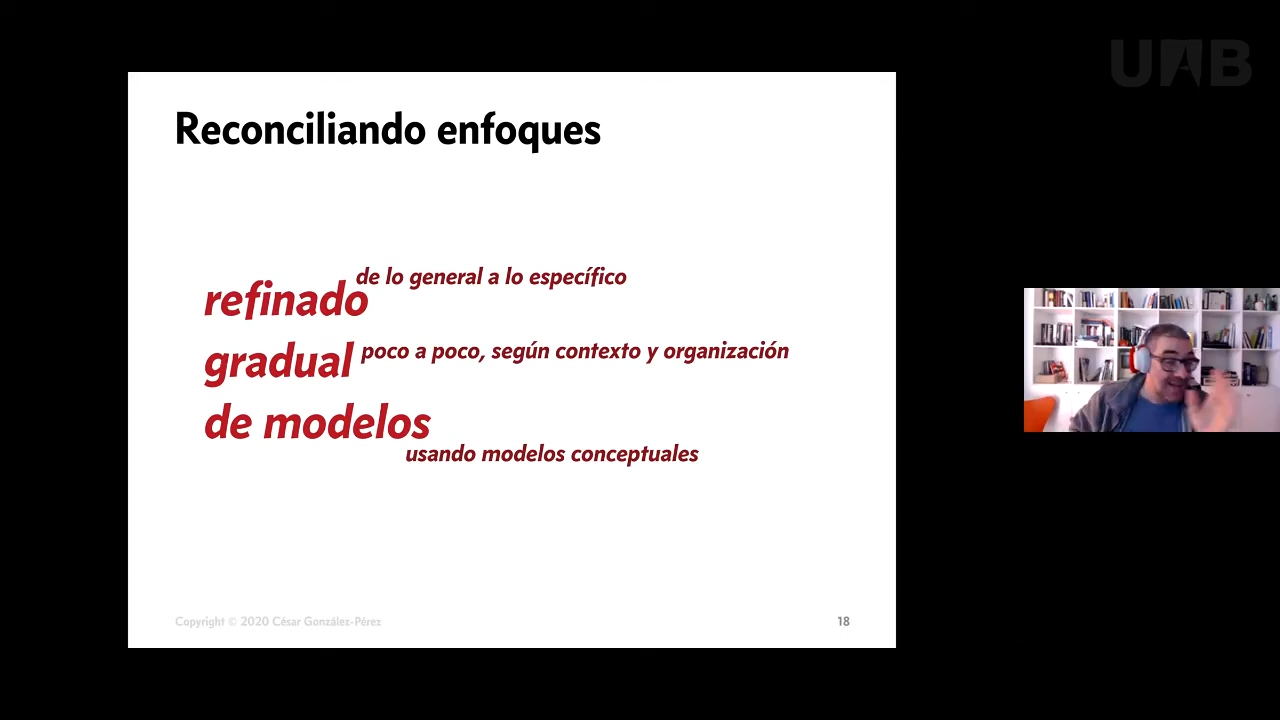 UAB
Reconciliando enfoques
de lo general a lo específico
refinado
gradual poco a poco, según contexto y organización
de modelos
usando modelos conceptuales
Copyright © 2020 César González-Pérez
18